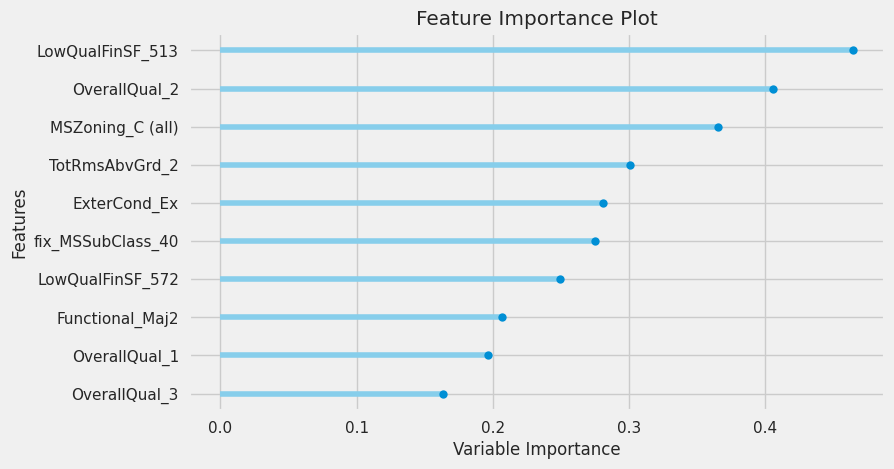 Feature Importance Plot
LowQualFinSF_513
OverallQual_2
MSZoning_C (all)
TotRmsAbvGrd_2
ExterCond_Ex
fix_MSSubClass_40
LowQualFinSF_572
Functional_Maj2
OverallQual_1
OverallQual_3
Features
0.0 0.1 0.2 0.3 0.4
Variable Importance